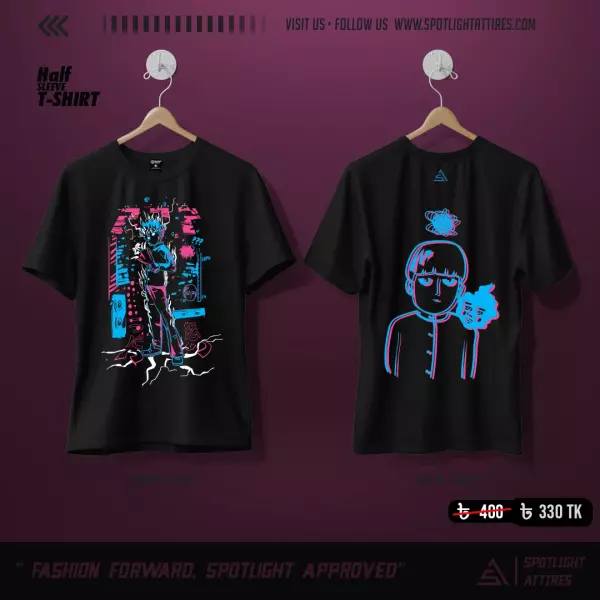 VISIT US • FOLLOW US WWW.SPOTLIGHTATTIRES.COM
Half
SLEEVE
T-SHIRT
???
৳ 400 ৳ 330 TK
" FASHION FORWARD, SPOTLIGHT APPROVED"
SPOTLIGHT
ATTIRES